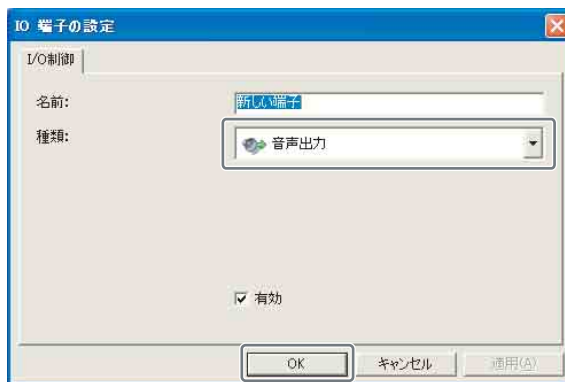 IO 端子の設定
I/O制御
名前:
新しい端子
種類:
音声出力
有効
OK
キャンセル
適用(A)